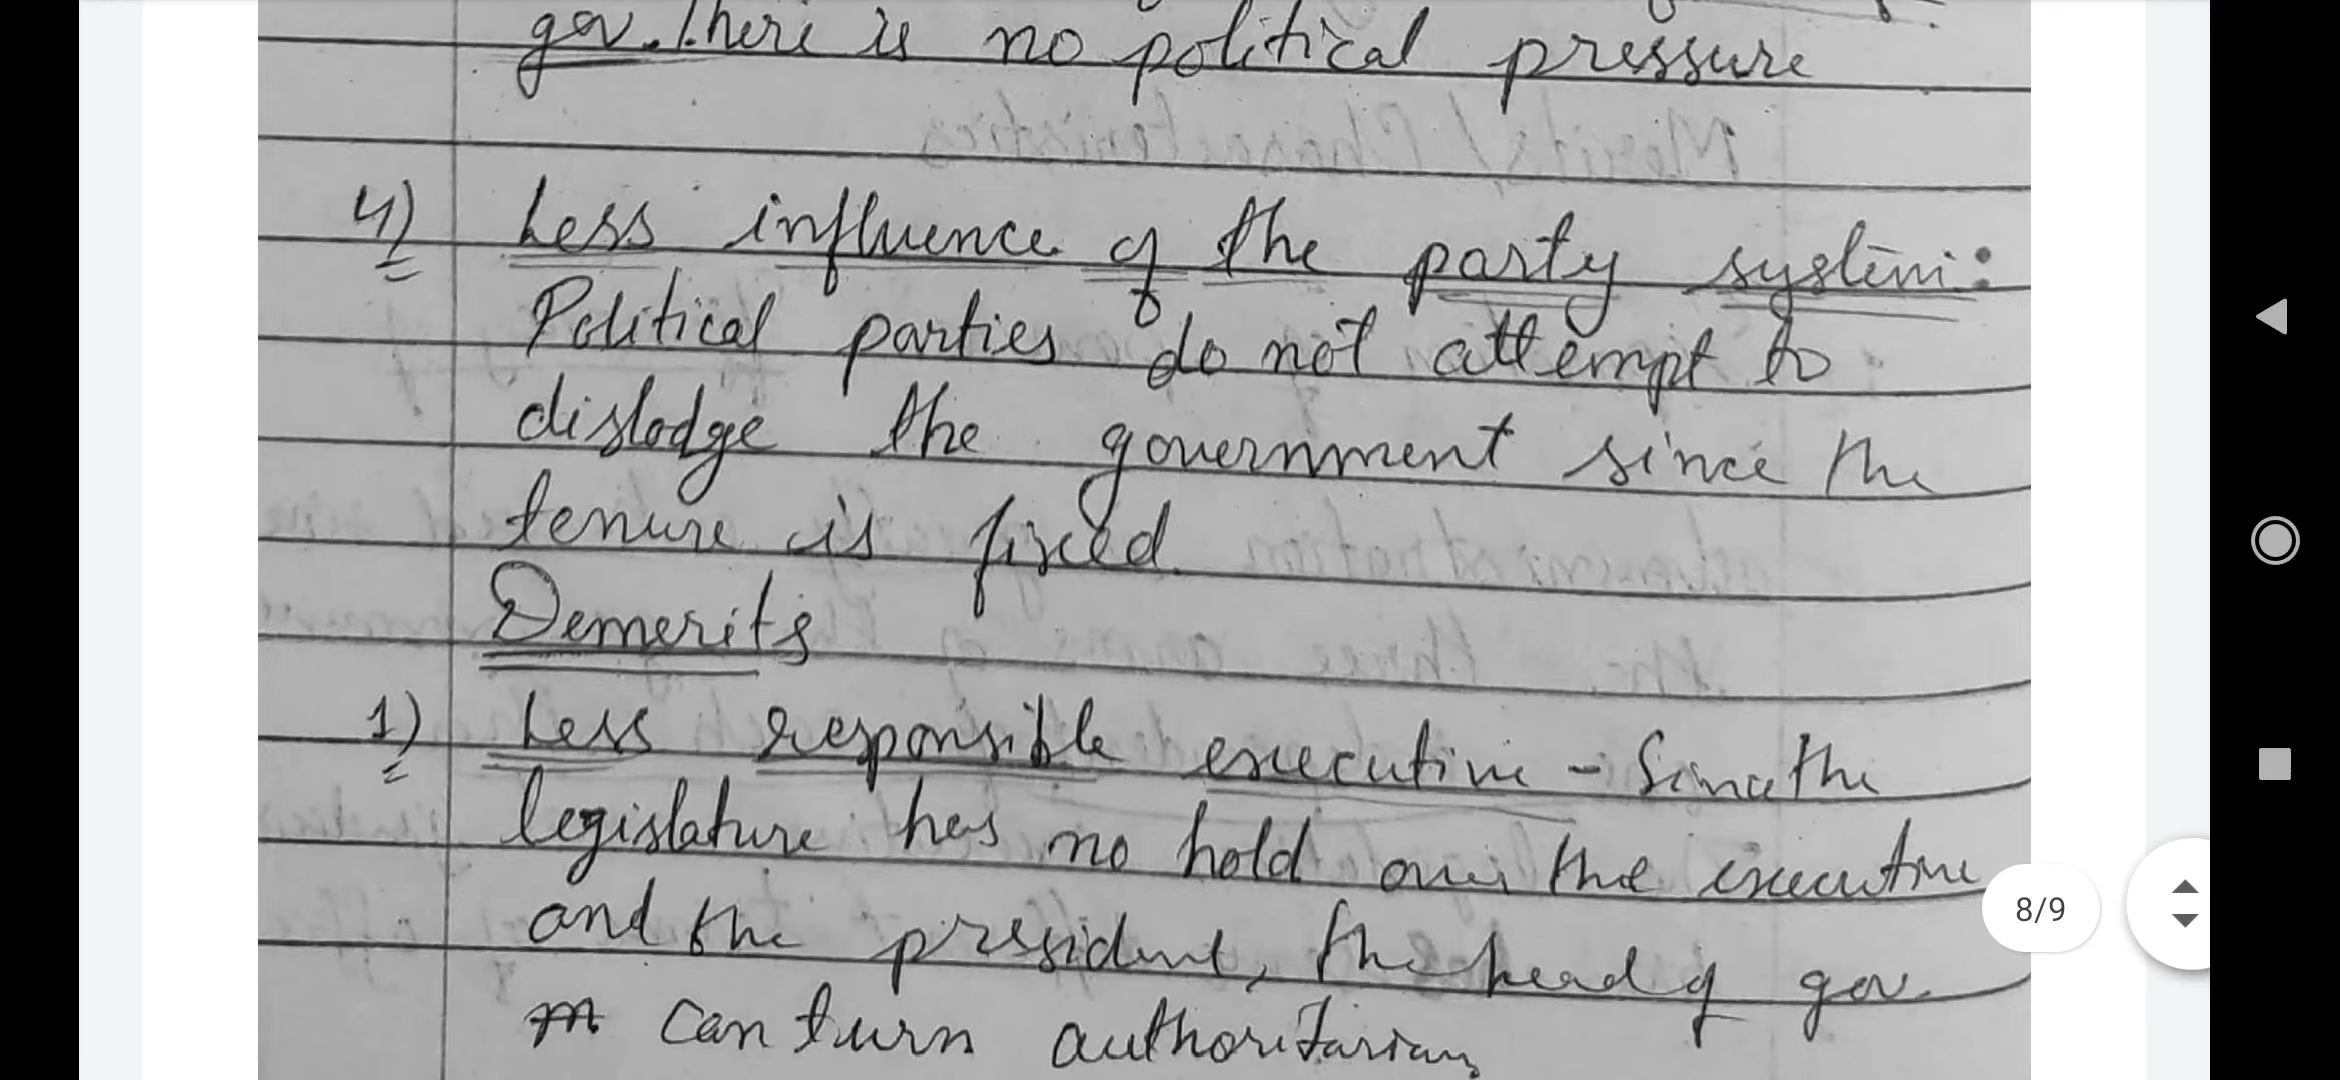 gov. There is no political pressure
4) Less influence of the party system:
Political parties do not attempt to
dislodge the government since the
tenure is fixed.
Demerits
1) Less responsible executive - Since the
legislature has no hold over the executive
and the president, the head of gov.
can turn authoritarian
8/9